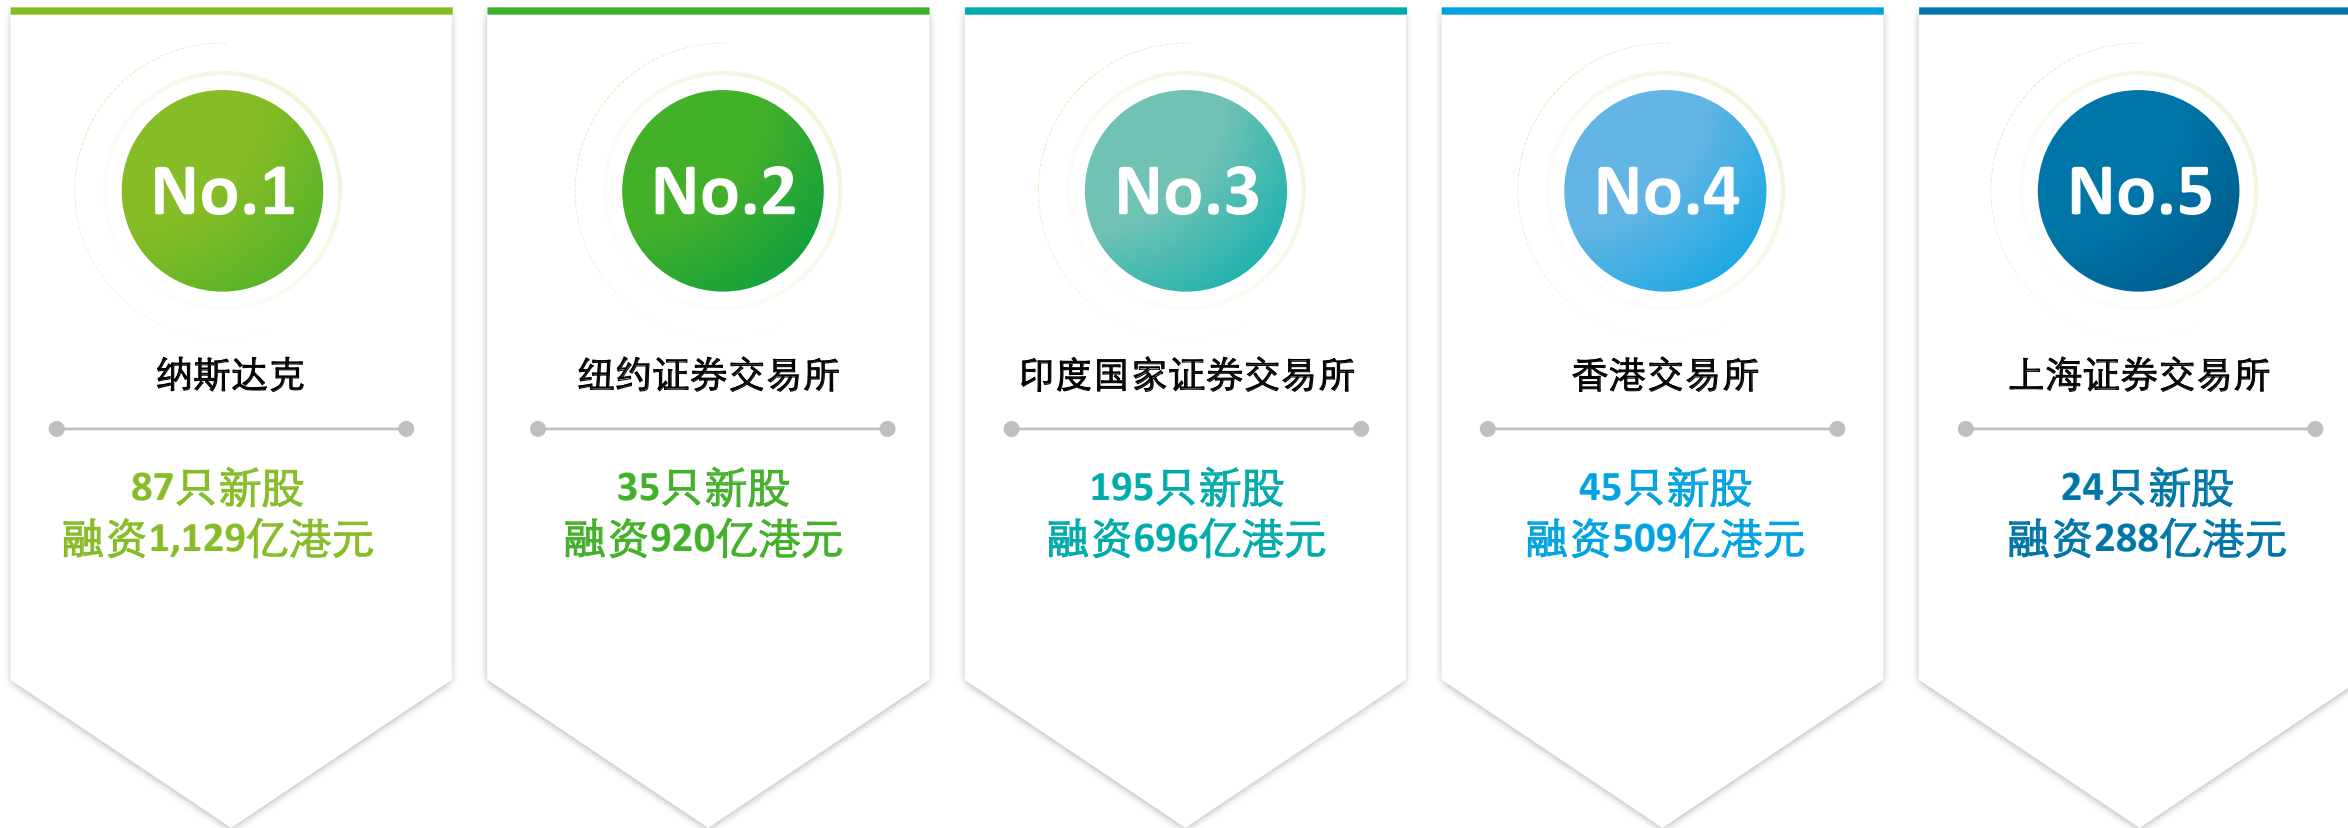 No.1
纳斯达克
87只新股
融资1,129亿港元
No.2
纽约证券交易所
35只新股
融资920亿港元
No.3
印度国家证券交易所
195只新股
融资696亿港元
No.4
香港交易所
45只新股
融资509亿港元
No.5
上海证券交易所
24只新股
融资288亿港元